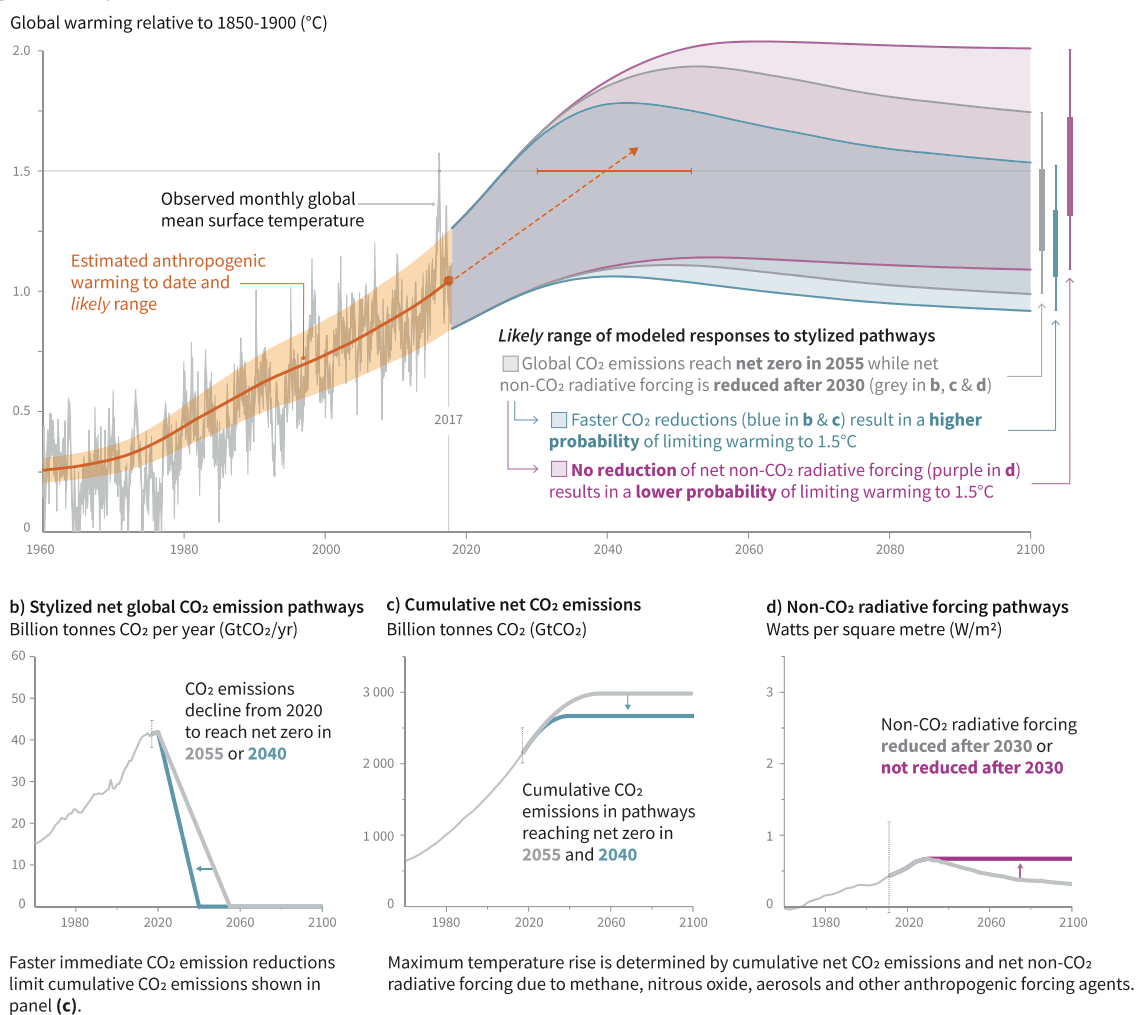 Global warming relative to 1850-1900 (°C)
2.0
1.5
1.0
0.5
0
Observed monthly global
mean surface temperature
Estimated anthropogenic
warming to date and
likely range
2017
Likely range of modeled responses to stylized pathways
Global CO₂ emissions reach net zero in 2055 while net
non-CO₂ radiative forcing is reduced after 2030 (grey in b, c & d)
Faster CO₂ reductions (blue in b & c) result in a higher
probability of limiting warming to 1.5°C
No reduction of net non-CO₂ radiative forcing (purple in d)
results in a lower probability of limiting warming to 1.5°C
1960 1980 2000 2020 2040 2060 2080 2100
b) Stylized net global CO₂ emission pathways
Billion tonnes CO₂ per year (GtCO₂/yr)
60
50
40
30
20
10
0
CO₂ emissions
decline from 2020
to reach net zero in
2055 or 2040
1980 2020 2060 2100
c) Cumulative net CO₂ emissions
Billion tonnes CO₂ (GtCO₂)
3 000
2 000
1 000
0
Cumulative CO₂
emissions in pathways
reaching net zero in
2055 and 2040
1980 2020 2060 2100
d) Non-CO₂ radiative forcing pathways
Watts per square metre (W/m²)
3
2
1
0
Non-CO₂ radiative forcing
reduced after 2030 or
not reduced after 2030
1980 2020 2060 2100
Faster immediate CO₂ emission reductions
limit cumulative CO₂ emissions shown in
panel (c).
Maximum temperature rise is determined by cumulative net CO₂ emissions and net non-CO₂
radiative forcing due to methane, nitrous oxide, aerosols and other anthropogenic forcing agents.